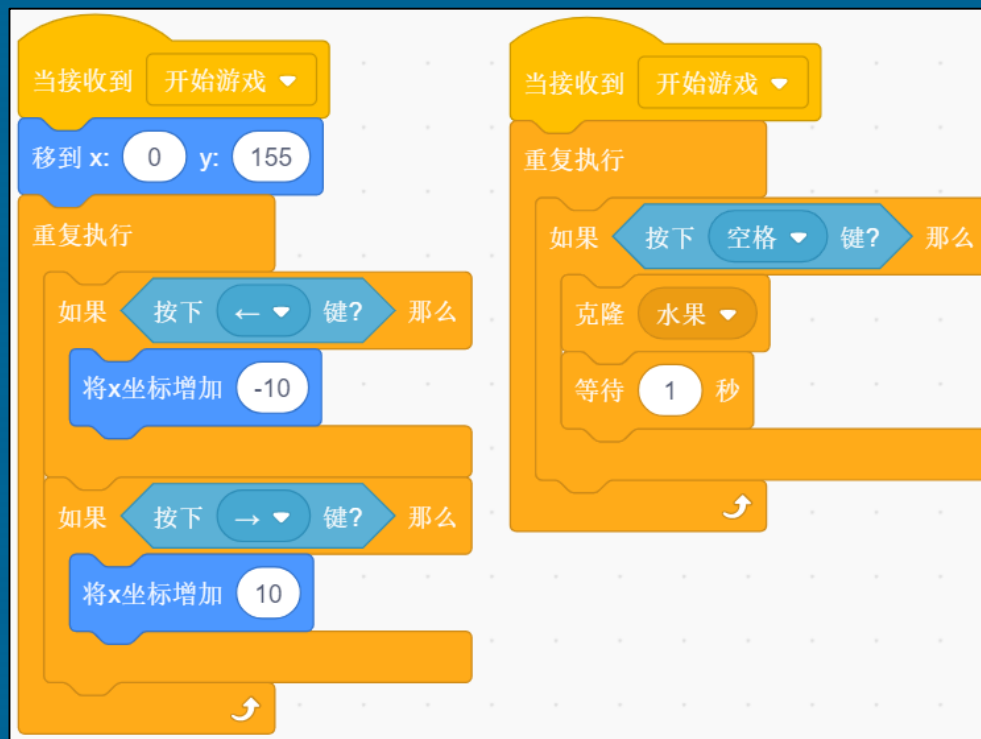 当接收到 开始游戏
移到 x: 0 y: 155
重复执行
如果 按下 ← 键? 那么
将x坐标增加 -10
如果 按下 → 键? 那么
将x坐标增加 10
当接收到 开始游戏
重复执行
如果 按下 空格 键? 那么
克隆 水果
等待 1 秒